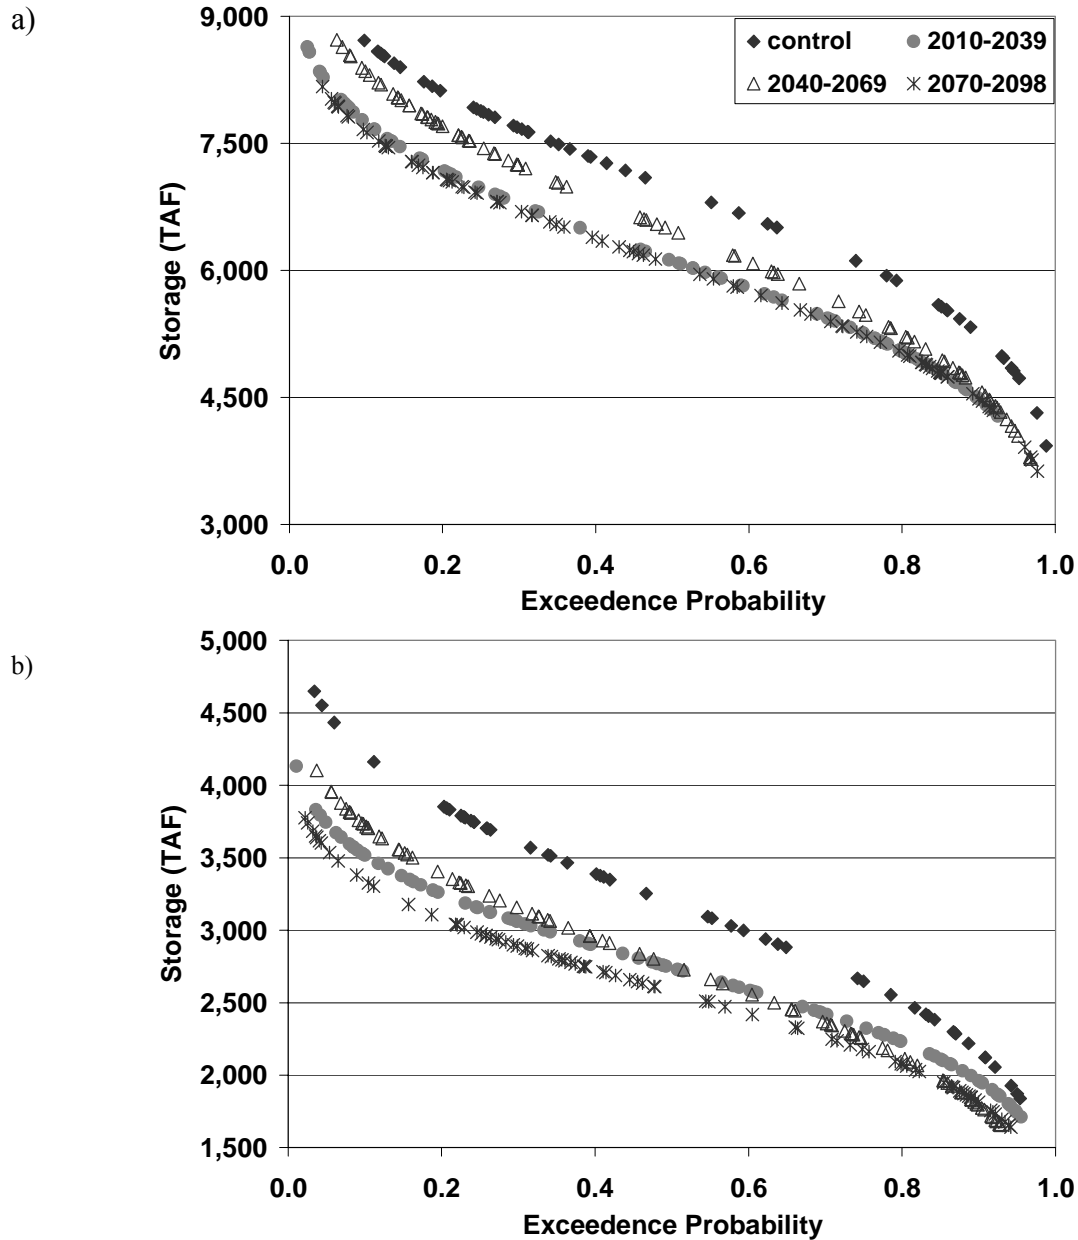 a)
9,000
7,500
6,000
4,500
3,000
Storage (TAF)
control
2010-2039
2040-2069
2070-2098
0.0 0.2 0.4 0.6 0.8 1.0
Exceedence Probability
b)
5,000
4,500
4,000
3,500
3,000
2,500
2,000
1,500
Storage (TAF)
0.0 0.2 0.4 0.6 0.8 1.0
Exceedence Probability